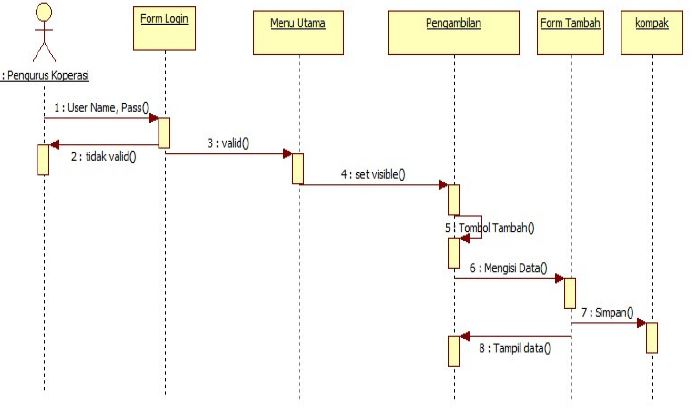 Form Login
Menu Utama
Pengambilan
Form Tambah
kompak
: Pengurus Koperasi
1 : User Name, Pass()
2 : tidak valid()
3 : valid()
4 : set visible()
5 : Tombol Tambah()
6 : Mengisi Data()
7 : Simpan()
8 : Tampil data()